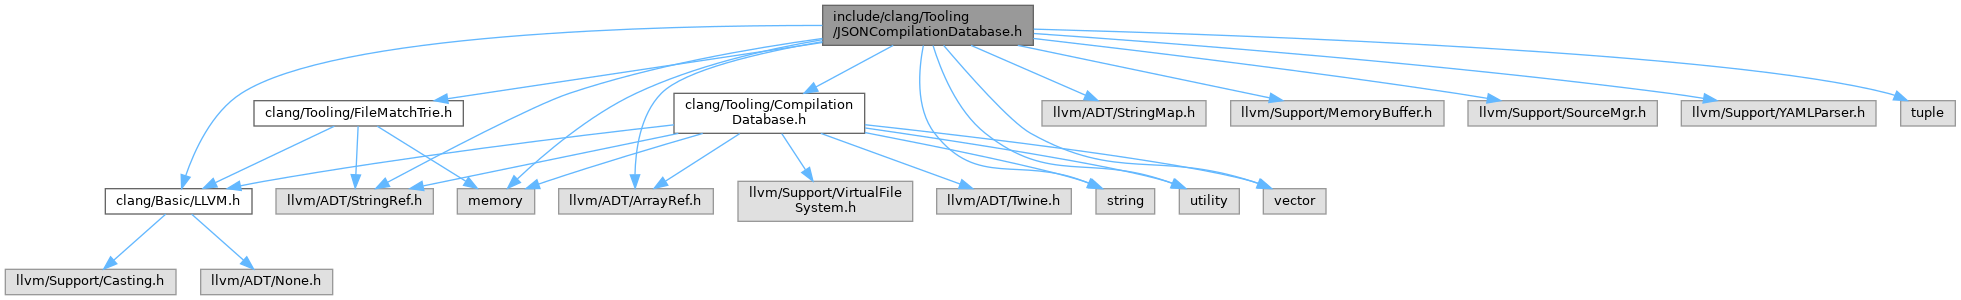 include/clang/Tooling
/JSONCompilationDatabase.h
clang/Tooling/FileMatchTrie.h
clang/Tooling/Compilation
Database.h
llvm/ADT/StringMap.h
llvm/Support/MemoryBuffer.h
llvm/Support/SourceMgr.h
llvm/Support/YAMLParser.h
tuple
clang/Basic/LLVM.h
llvm/ADT/StringRef.h
memory
llvm/ADT/ArrayRef.h
llvm/Support/VirtualFile
System.h
llvm/ADT/Twine.h
string
utility
vector
llvm/Support/Casting.h
llvm/ADT/None.h